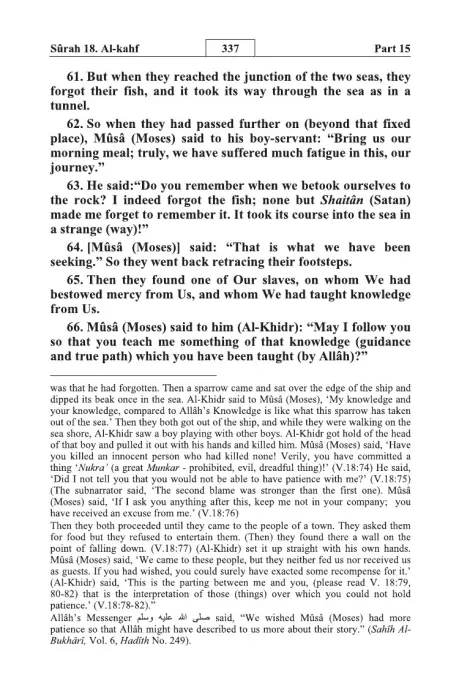 Sûrah 18. Al-kahf 337 Part 15
61. But when they reached the junction of the two seas, they
forgot their fish, and it took its way through the sea as in a
tunnel.
62. So when they had passed further on (beyond that fixed
place), Mûsâ (Moses) said to his boy-servant: “Bring us our
morning meal; truly, we have suffered much fatigue in this, our
journey.”
63. He said:“Do you remember when we betook ourselves to
the rock? I indeed forgot the fish; none but Shaitân (Satan)
made me forget to remember it. It took its course into the sea in
a strange (way)!”
64. [Mûsâ (Moses)] said: “That is what we have been
seeking.” So they went back retracing their footsteps.
65. Then they found one of Our slaves, on whom We had
bestowed mercy from Us, and whom We had taught knowledge
from Us.
66. Mûsâ (Moses) said to him (Al-Khidr): “May I follow you
so that you teach me something of that knowledge (guidance
and true path) which you have been taught (by Allâh)?”
was that he had forgotten. Then a sparrow came and sat over the edge of the ship and
dipped its beak once in the sea. Al-Khidr said to Mûsâ (Moses), ‘My knowledge and
your knowledge, compared to Allâh’s Knowledge is like what this sparrow has taken
out of the sea.’ Then they both got out of the ship, and while they were walking on the
sea shore, Al-Khidr saw a boy playing with other boys. Al-Khidr got hold of the head
of that boy and pulled it out with his hands and killed him. Mûsâ (Moses) said, ‘Have
you killed an innocent person who had killed none! Verily, you have committed a
thing ‘Nukra’ (a great Munkar - prohibited, evil, dreadful thing)!’ (V.18:74) He said,
‘Did I not tell you that you would not be able to have patience with me?’ (V.18:75)
(The subnarrator said, ‘The second blame was stronger than the first one). Mûsâ
(Moses) said, ‘If I ask you anything after this, keep me not in your company; you
have received an excuse from me.’ (V.18:76)
Then they both proceeded until they came to the people of a town. They asked them
for food but they refused to entertain them. (Then) they found there a wall on the
point of falling down. (V.18:77) (Al-Khidr) set it up straight with his own hands.
Mûsâ (Moses) said, ‘We came to these people, but they neither fed us nor received us
as guests. If you had wished, you could surely have exacted some recompense for it.’
(Al-Khidr) said, ‘This is the parting between me and you, (please read V. 18:79,
80-82) that is the interpretation of those (things) over which you could not hold
patience.’ (V.18:78-82).”
Allâh’s Messenger صلى الله عليه وسلم said, “We wished Mûsâ (Moses) had more
patience so that Allâh might have described to us more about their story.” (Sahîh Al-
Bukhârî, Vol. 6, Hadîth No. 249).